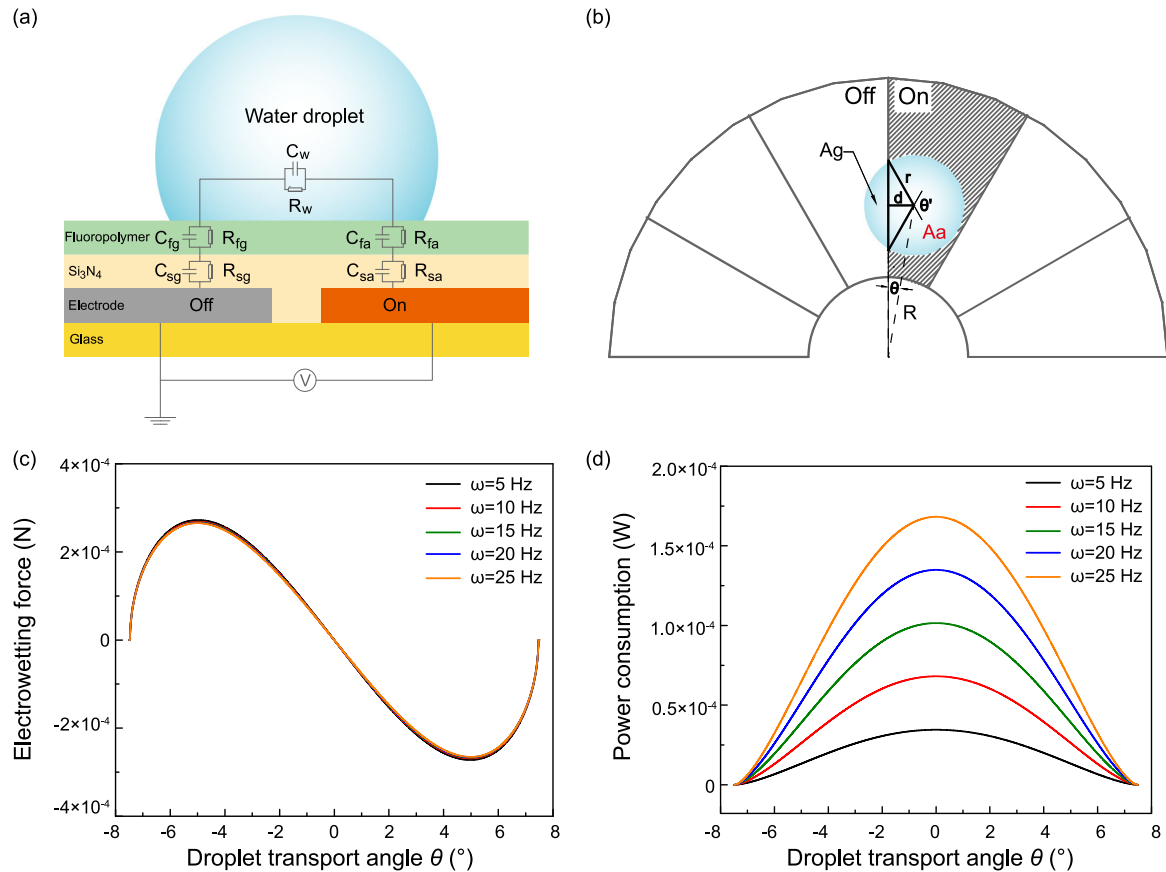 (a)
Water droplet
Cw
Rw
Fluoropolymer
Cfg
Rfg
Cfa
Rfa
Si3N4
Csg
Rsg
Csa
Rsa
Electrode
Off
On
Glass
V
(b)
Off
On
Ag
r
d
θ'
Aa
θ
R
(c)
Electrowetting force (N)
4×10-4
2×10-4
0
-2×10-4
-4×10-4
ω=5 Hz
ω=10 Hz
ω=15 Hz
ω=20 Hz
ω=25 Hz
-8 -6 -4 -2 0 2 4 6 8
Droplet transport angle θ (°)
(d)
Power consumption (W)
2.0×10-4
1.5×10-4
1.0×10-4
0.5×10-4
0
ω=5 Hz
ω=10 Hz
ω=15 Hz
ω=20 Hz
ω=25 Hz
-8 -6 -4 -2 0 2 4 6 8
Droplet transport angle θ (°)